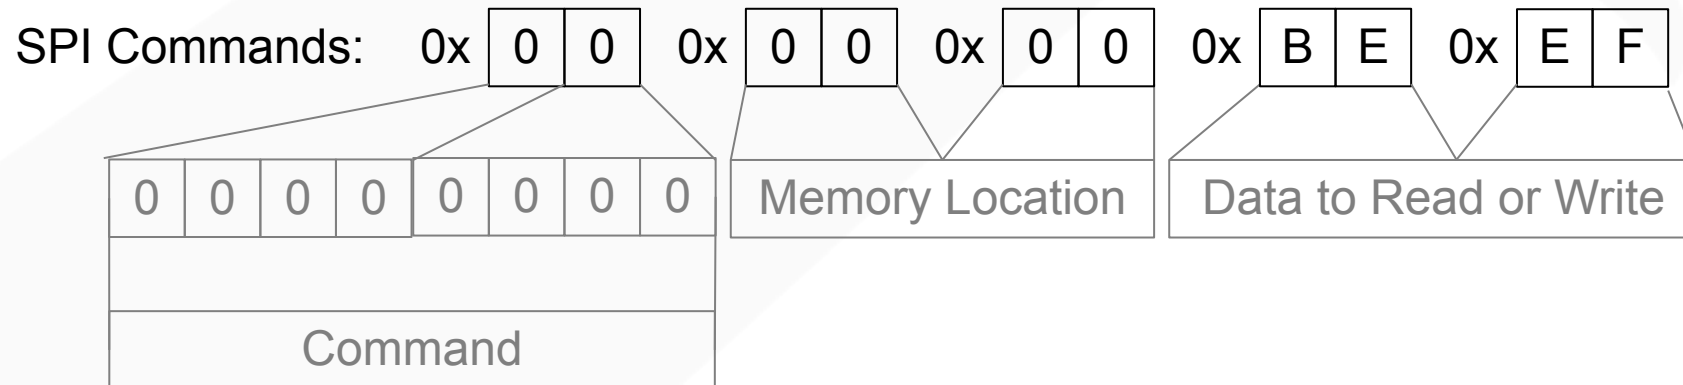 SPI Commands: 0x 0 0 0x 0 0 0x 0 0 0x B E 0x E F
0 0 0 0 0 0 0 0 Memory Location Data to Read or Write
Command